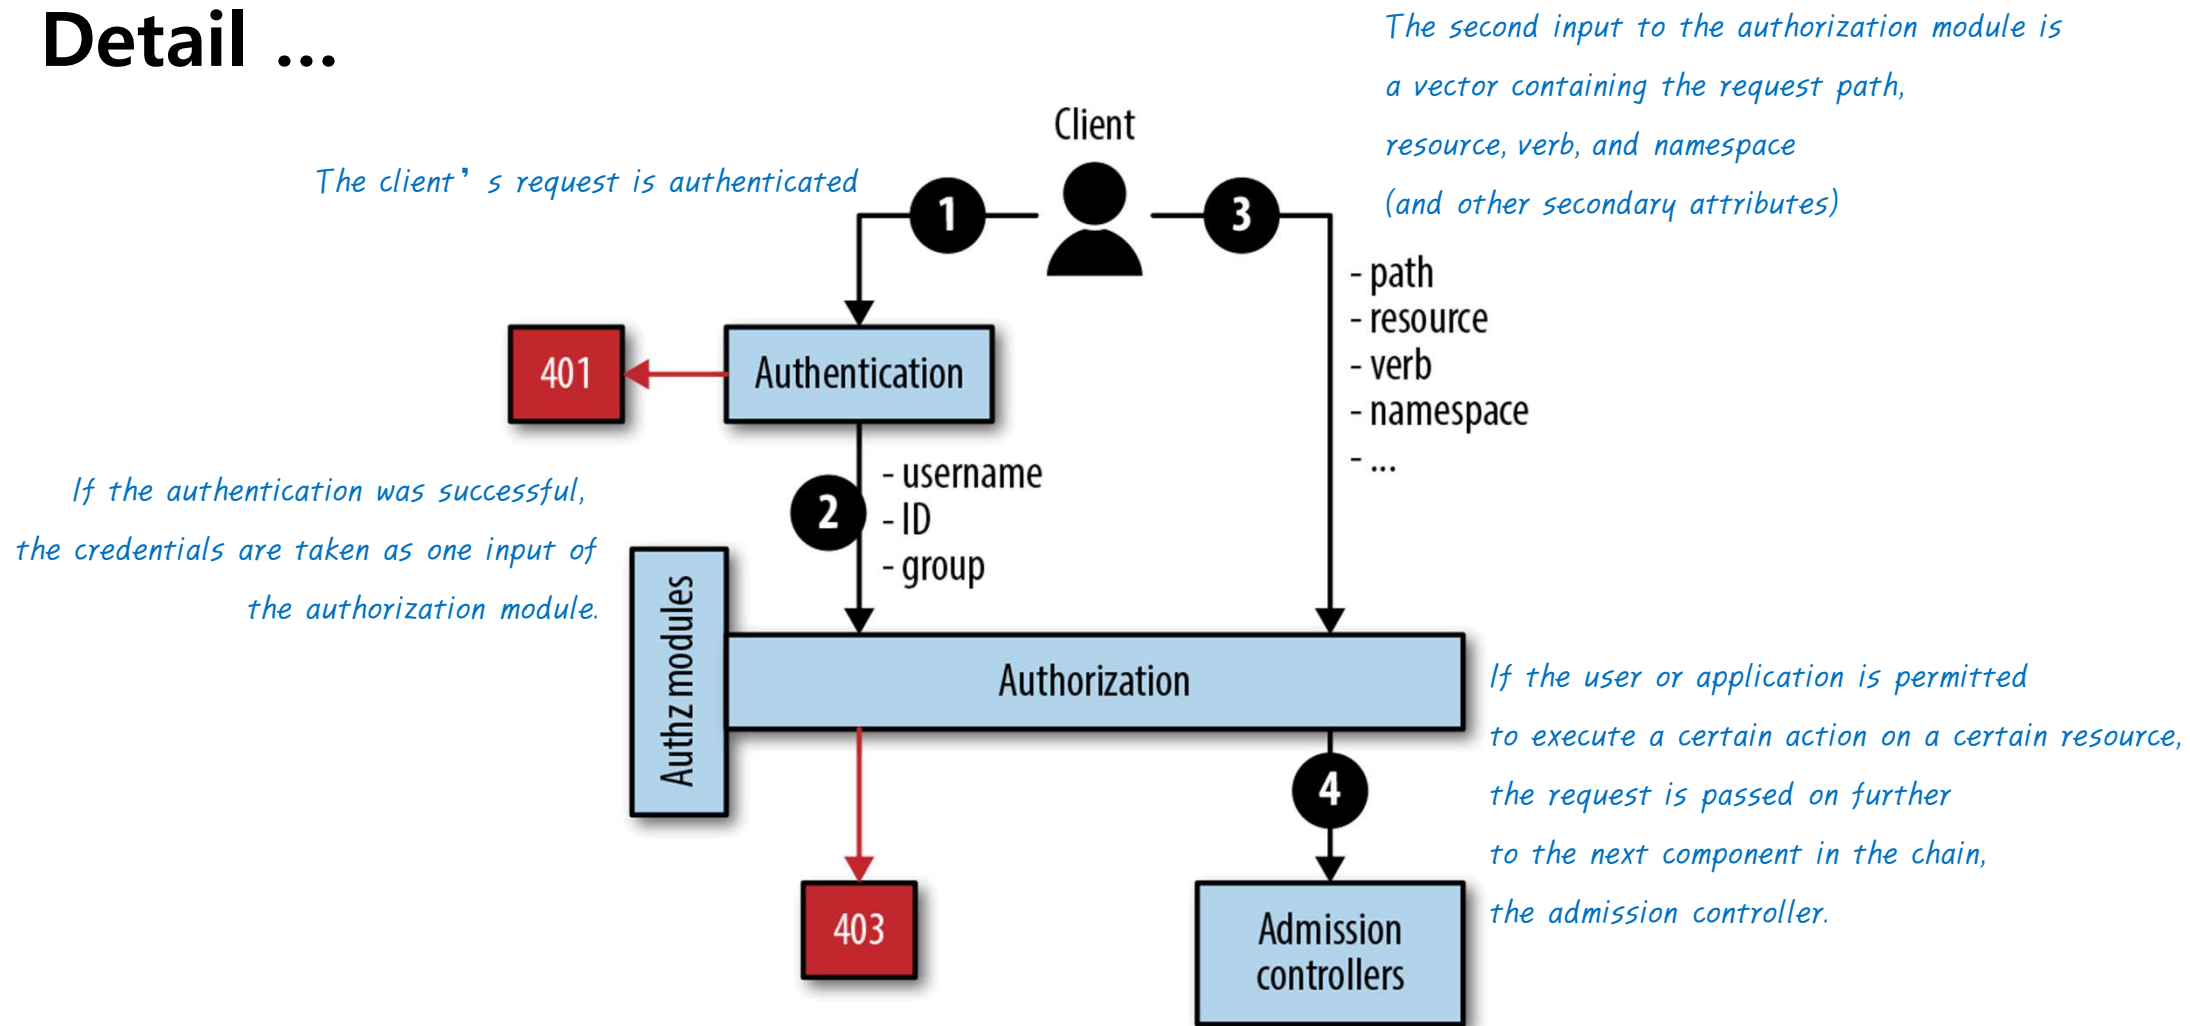 Detail ...
The second input to the authorization module is
a vector containing the request path,
resource, verb, and namespace
(and other secondary attributes)
Client
The client’s request is authenticated
1
3
- path
- resource
- verb
- namespace
- ...
401
Authentication
If the authentication was successful,
the credentials are taken as one input of
the authorization module.
2
- username
- ID
- group
Authz modules
Authorization
If the user or application is permitted
to execute a certain action on a certain resource,
the request is passed on further
to the next component in the chain,
the admission controller.
4
403
Admission
controllers